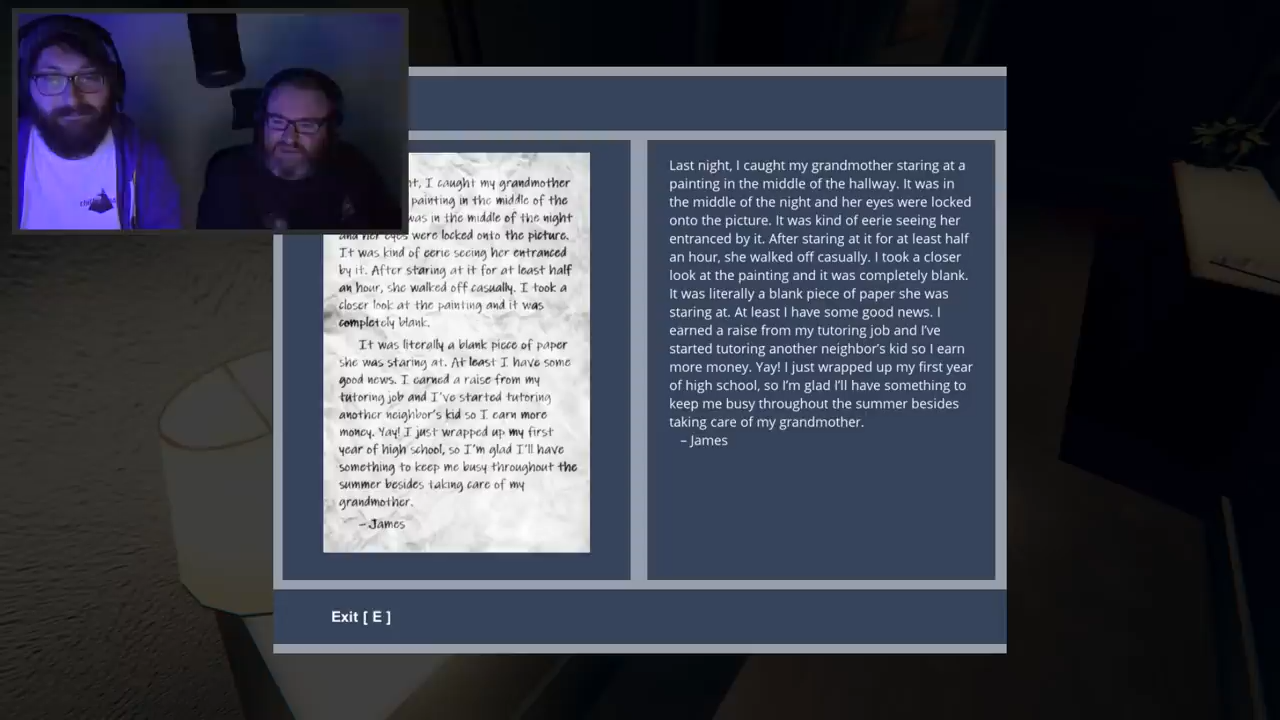 nt, I caught my grandmother
painting in the middle of the
was in the middle of the night
and her eyes were locked onto the picture.
It was kind of eerie seeing her entranced
by it. After staring at it for at least half
an hour, she walked off casually. I took a
closer look at the painting and it was
completely blank.
It was literally a blank piece of paper
she was staring at. At least I have some
good news. I earned a raise from my
tutoring job and I've started tutoring
another neighbor's kid so I earn more
money. Yay! I just wrapped up my first
year of high school, so I'm glad I'll have
something to keep me busy throughout the
summer besides taking care of my
grandmother.
– James
Last night, I caught my grandmother staring at a
painting in the middle of the hallway. It was in
the middle of the night and her eyes were locked
onto the picture. It was kind of eerie seeing her
entranced by it. After staring at it for at least half
an hour, she walked off casually. I took a closer
look at the painting and it was completely blank.
It was literally a blank piece of paper she was
staring at. At least I have some good news. I
earned a raise from my tutoring job and I've
started tutoring another neighbor's kid so I earn
more money. Yay! I just wrapped up my first year
of high school, so I'm glad I'll have something to
keep me busy throughout the summer besides
taking care of my grandmother.
– James
Exit [ E ]